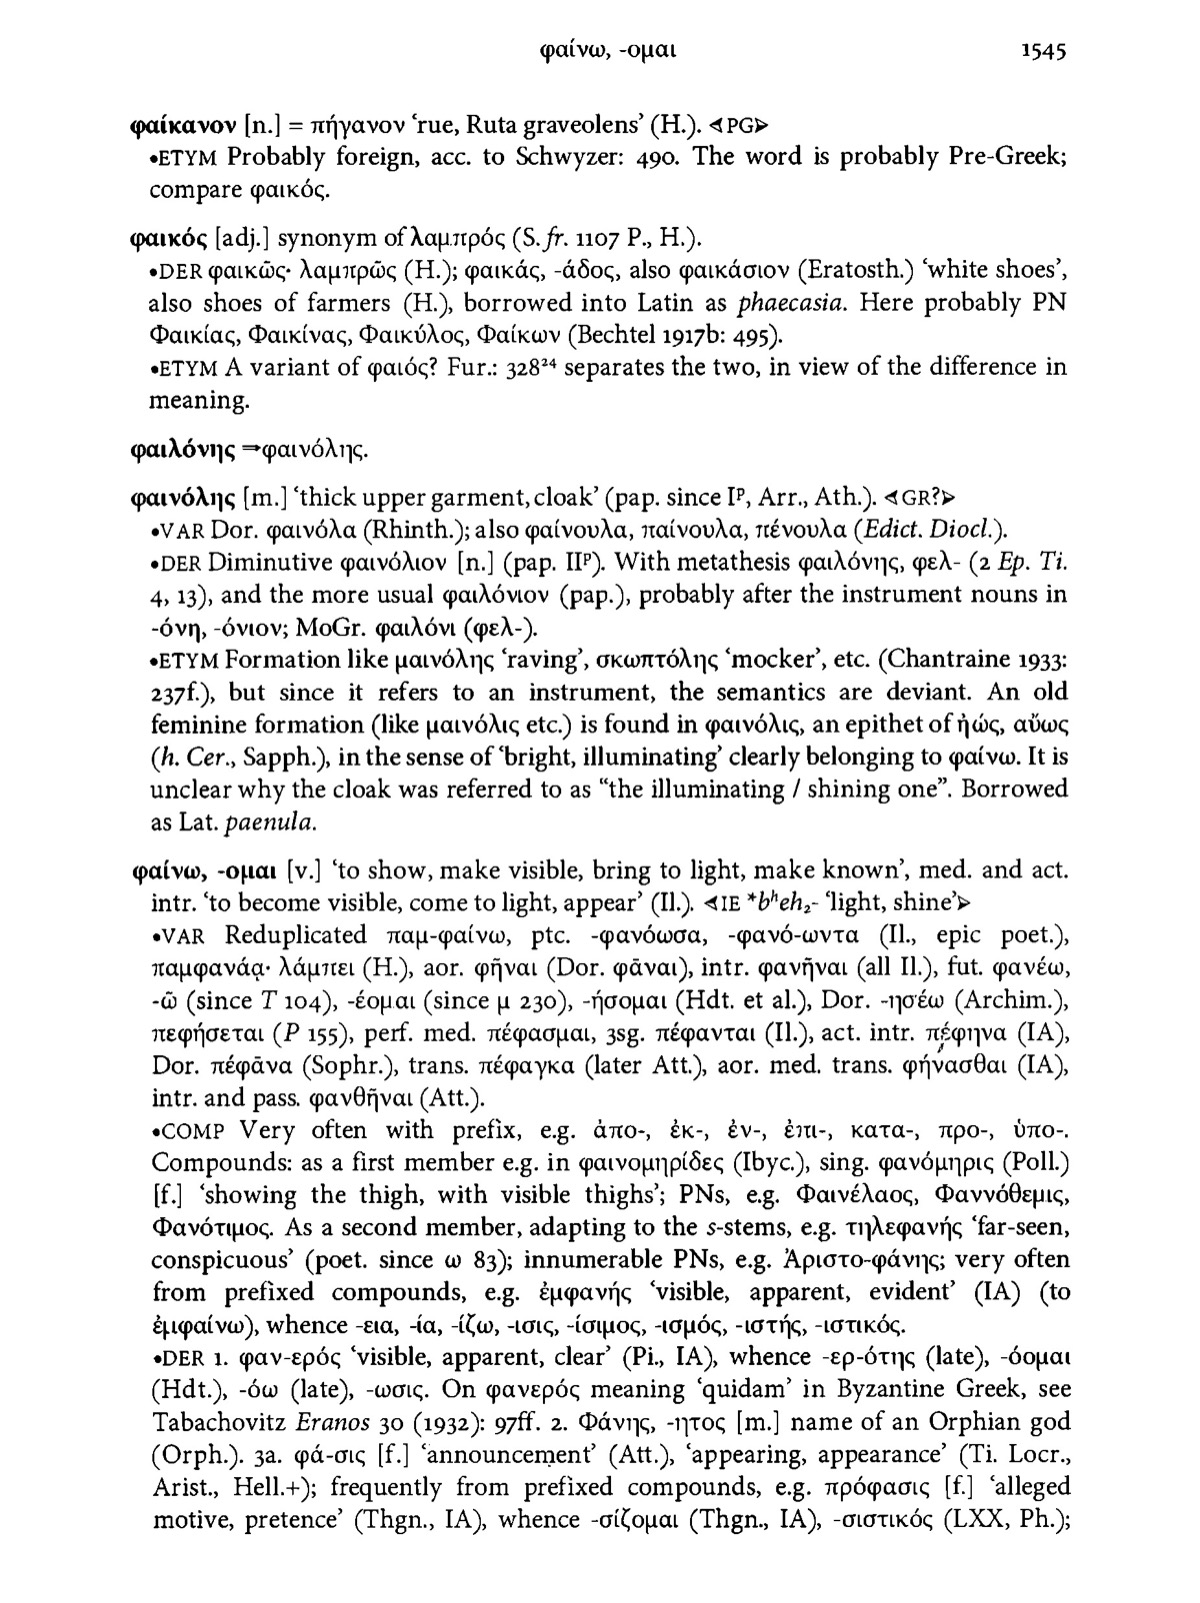 φαίνω, -ομαι 1545
φαίκανον [n.] = πήγανον ‘rue, Ruta graveolens’ (H.). ⊲PG⊳
•ETYM Probably foreign, acc. to Schwyzer: 490. The word is probably Pre-Greek;
compare φαικός.
φαικός [adj.] synonym of λαμπρός (S. fr. 1107 P., H.).
•DER φαικῶς· λαμπρῶς (H.); φαικάς, -άδος, also φαικάσιον (Eratosth.) ‘white shoes’,
also shoes of farmers (H.), borrowed into Latin as phaecasia. Here probably PN
Φαικίας, Φαικίνας, Φαικύλος, Φαίκων (Bechtel 1917b: 495).
•ETYM A variant of φαιός? Fur.: 328²⁴ separates the two, in view of the difference in
meaning.
φαιλόνης ⇒φαινόλης.
φαινόλης [m.] ‘thick upper garment, cloak’ (pap. since Iᵖ, Arr., Ath.). ⊲GR?⊳
•VAR Dor. φαινόλα (Rhinth.); also φαίνουλα, παίνουλα, πένουλα (Edict. Diocl.).
•DER Diminutive φαινόλιον [n.] (pap. IIᵖ). With metathesis φαιλόνης, φελ- (2 Ep. Ti.
4, 13), and the more usual φαιλόνιον (pap.), probably after the instrument nouns in
-όνη, -όνιον; MoGr. φαιλόνι (φελ-).
•ETYM Formation like μαινόλης ‘raving’, σκωπτόλης ‘mocker’, etc. (Chantraine 1933:
237f.), but since it refers to an instrument, the semantics are deviant. An old
feminine formation (like μαινόλις etc.) is found in φαινόλις, an epithet of ἠώς, αὔως
(h. Cer., Sapph.), in the sense of ‘bright, illuminating’ clearly belonging to φαίνω. It is
unclear why the cloak was referred to as “the illuminating / shining one”. Borrowed
as Lat. paenula.
φαίνω, -ομαι [v.] ‘to show, make visible, bring to light, make known’, med. and act.
intr. ‘to become visible, come to light, appear’ (Il.). ⊲IE *bʰeh₂- ‘light, shine’⊳
•VAR Reduplicated παμ-φαίνω, ptc. -φανόωσα, -φανό-ωντα (Il., epic poet.),
παμφανάᾳ· λάμπει (H.), aor. φῆναι (Dor. φᾶναι), intr. φανῆναι (all Il.), fut. φανέω,
-ῶ (since T 104), -έομαι (since μ 230), -ήσομαι (Hdt. et al.), Dor. -ησέω (Archim.),
πεφήσεται (P 155), perf. med. πέφασμαι, 3sg. πέφανται (Il.), act. intr. πέφηνα (IA),
Dor. πέφᾱνα (Sophr.), trans. πέφαγκα (later Att.), aor. med. trans. φήνασθαι (IA),
intr. and pass. φανθῆναι (Att.).
•COMP Very often with prefix, e.g. ἀπο-, ἐκ-, ἐν-, ἐπι-, κατα-, προ-, ὑπο-.
Compounds: as a first member e.g. in φαινομηρίδες (Ibyc.), sing. φανόμηρις (Poll.)
[f.] ‘showing the thigh, with visible thighs’; PNs, e.g. Φαινέλαος, Φαννόθεμις,
Φανότιμος. As a second member, adapting to the s-stems, e.g. τηλεφανής ‘far-seen,
conspicuous’ (poet. since ω 83); innumerable PNs, e.g. Ἀριστο-φάνης; very often
from prefixed compounds, e.g. ἐμφανής ‘visible, apparent, evident’ (IA) (to
ἐμφαίνω), whence -εια, -ία, -ίζω, -ισις, -ίσιμος, -ισμός, -ιστής, -ιστικός.
•DER 1. φαν-ερός ‘visible, apparent, clear’ (Pi., IA), whence -ερ-ότης (late), -όομαι
(Hdt.), -όω (late), -ωσις. On φανερός meaning ‘quidam’ in Byzantine Greek, see
Tabachovitz Eranos 30 (1932): 97ff. 2. Φάνης, -ητος [m.] name of an Orphian god
(Orph.). 3a. φά-σις [f.] ‘announcement’ (Att.), ‘appearing, appearance’ (Ti. Locr.,
Arist., Hell.+); frequently from prefixed compounds, e.g. πρόφασις [f.] ‘alleged
motive, pretence’ (Thgn., IA), whence -σίζομαι (Thgn., IA), -σιστικός (LXX, Ph.);